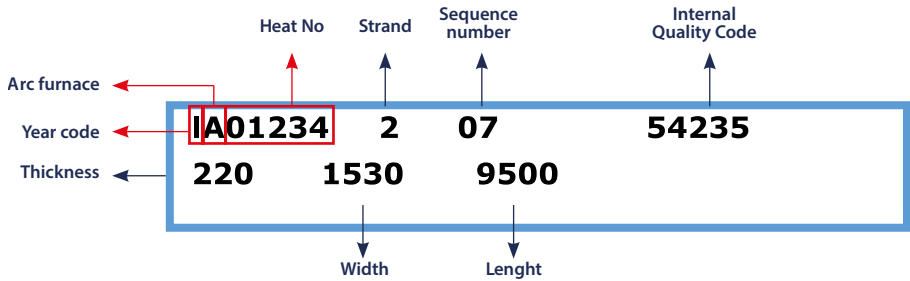 Heat No
Strand
Sequence
number
Internal
Quality Code
Arc furnace
Year code
Thickness
IA01234 2 07 54235
220 1530 9500
Width
Lenght